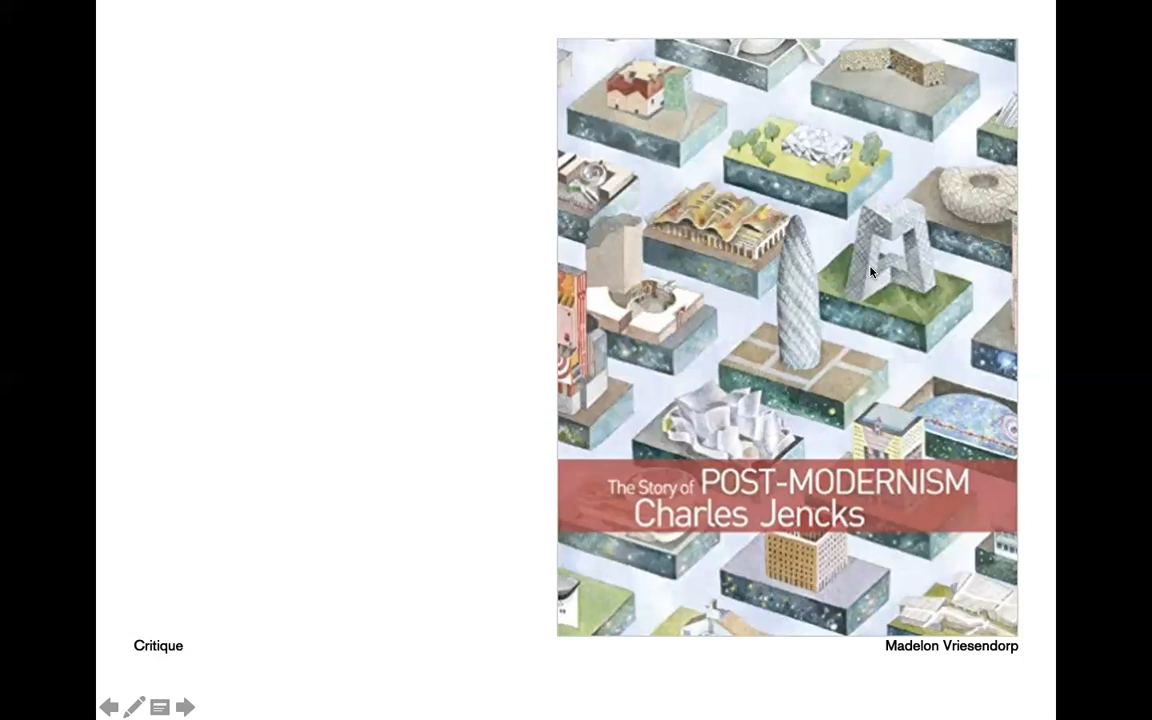 The Story of POST-MODERNISM
Charles Jencks
Critique
Madelon Vriesendorp